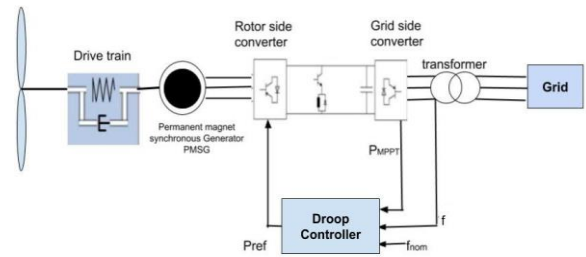 Rotor side
converter
Grid side
converter
Drive train
transformer
Grid
Permanent magnet
synchronous Generator
PMSG
PMPPT
Droop
Controller
Pref
f
fnom